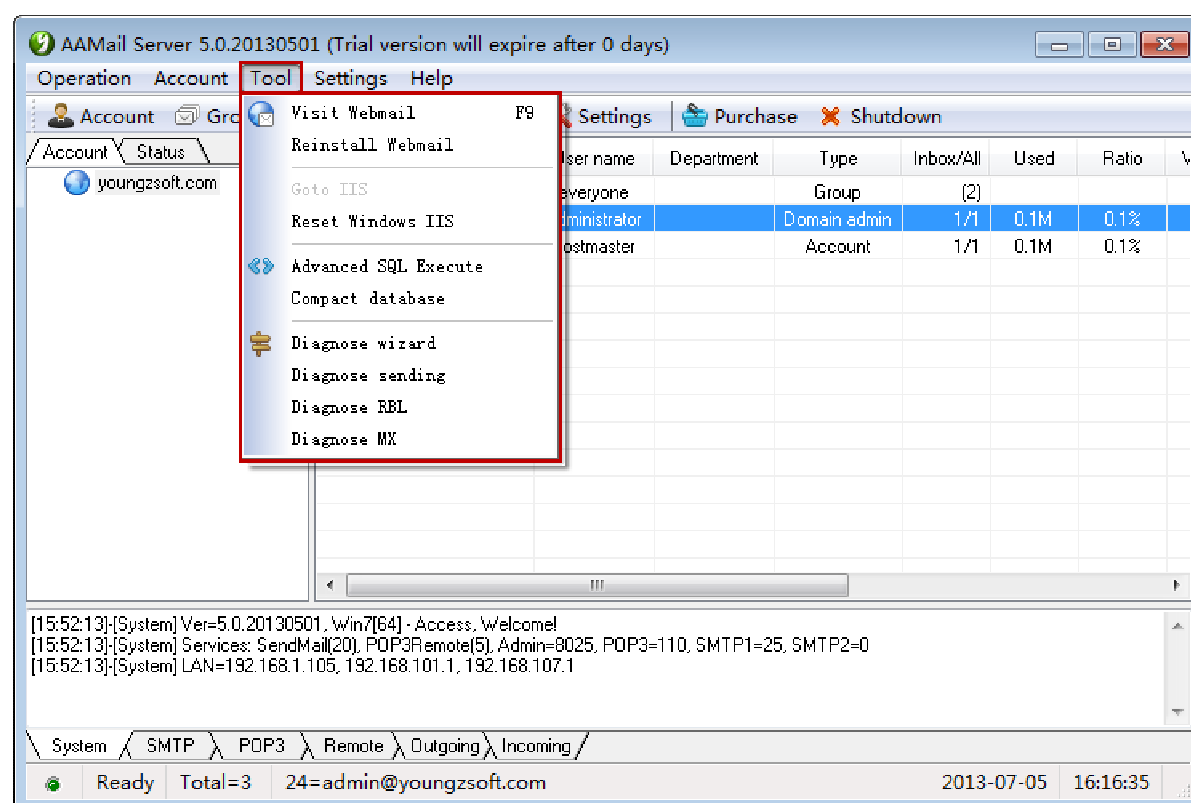 AAMail Server 5.0.20130501 (Trial version will expire after 0 days)
Operation Account Tool Settings Help
Account Settings Purchase Shutdown
Visit Webmail F9
Reinstall Webmail
Goto IIS
Reset Windows IIS
Advanced SQL Execute
Compact database
Diagnose wizard
Diagnose sending
Diagnose RBL
Diagnose MX
Account Status
youngzsoft.com
name Department Type Inbox/All Used Ratio
everyone Group (2)
Domain admin 1/1 0.1M 0.1%
Account 1/1 0.1M 0.1%
[15:52:13]-[System] Ver=5.0.20130501, Win7[64] - Access, Welcome!
[15:52:13]-[System] Services: SendMail(20), POP3Remote(5), Admin=8025, POP3=110, SMTP1=25, SMTP2=0
[15:52:13]-[System] LAN=192.168.1.105, 192.168.101.1, 192.168.107.1
System SMTP POP3 Remote Outgoing Incoming
Ready Total=3 24=admin@youngzsoft.com 2013-07-05 16:16:35